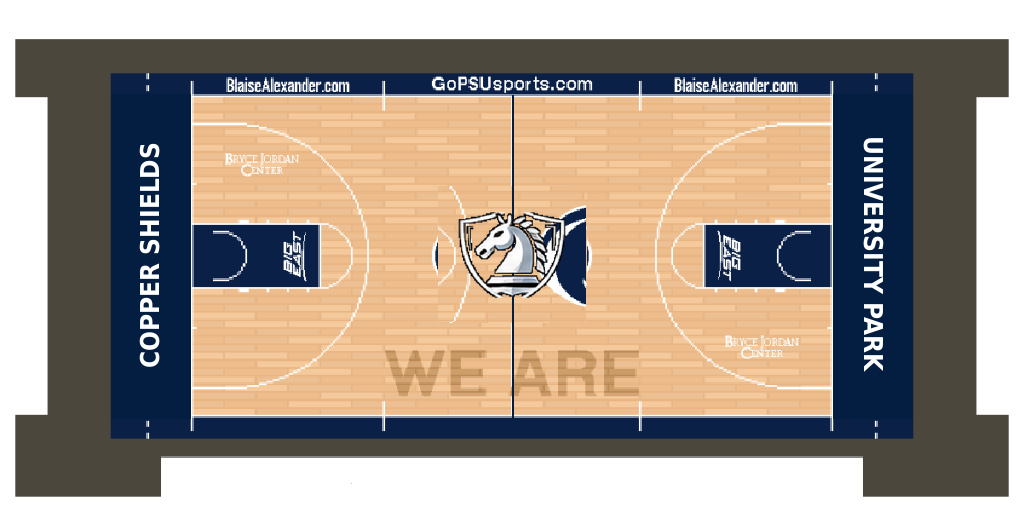 BlaiseAlexander.com
GoPSUsports.com
BlaiseAlexander.com
COPPER SHIELDS
BRYCE JORDAN
CENTER
BIG
EAST
WE ARE
BIG
EAST
BRYCE JORDAN
CENTER
UNIVERSITY PARK